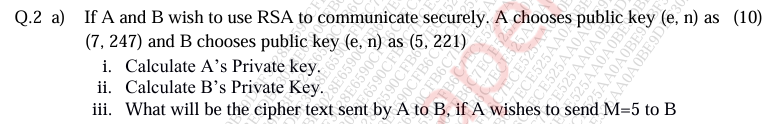 Q.2 a) If A and B wish to use RSA to communicate securely. A chooses public key (e, n) as (10)
(7, 247) and B chooses public key (e, n) as (5, 221)
i. Calculate A's Private key.
ii. Calculate B's Private Key.
iii. What will be the cipher text sent by A to B, if A wishes to send M=5 to B